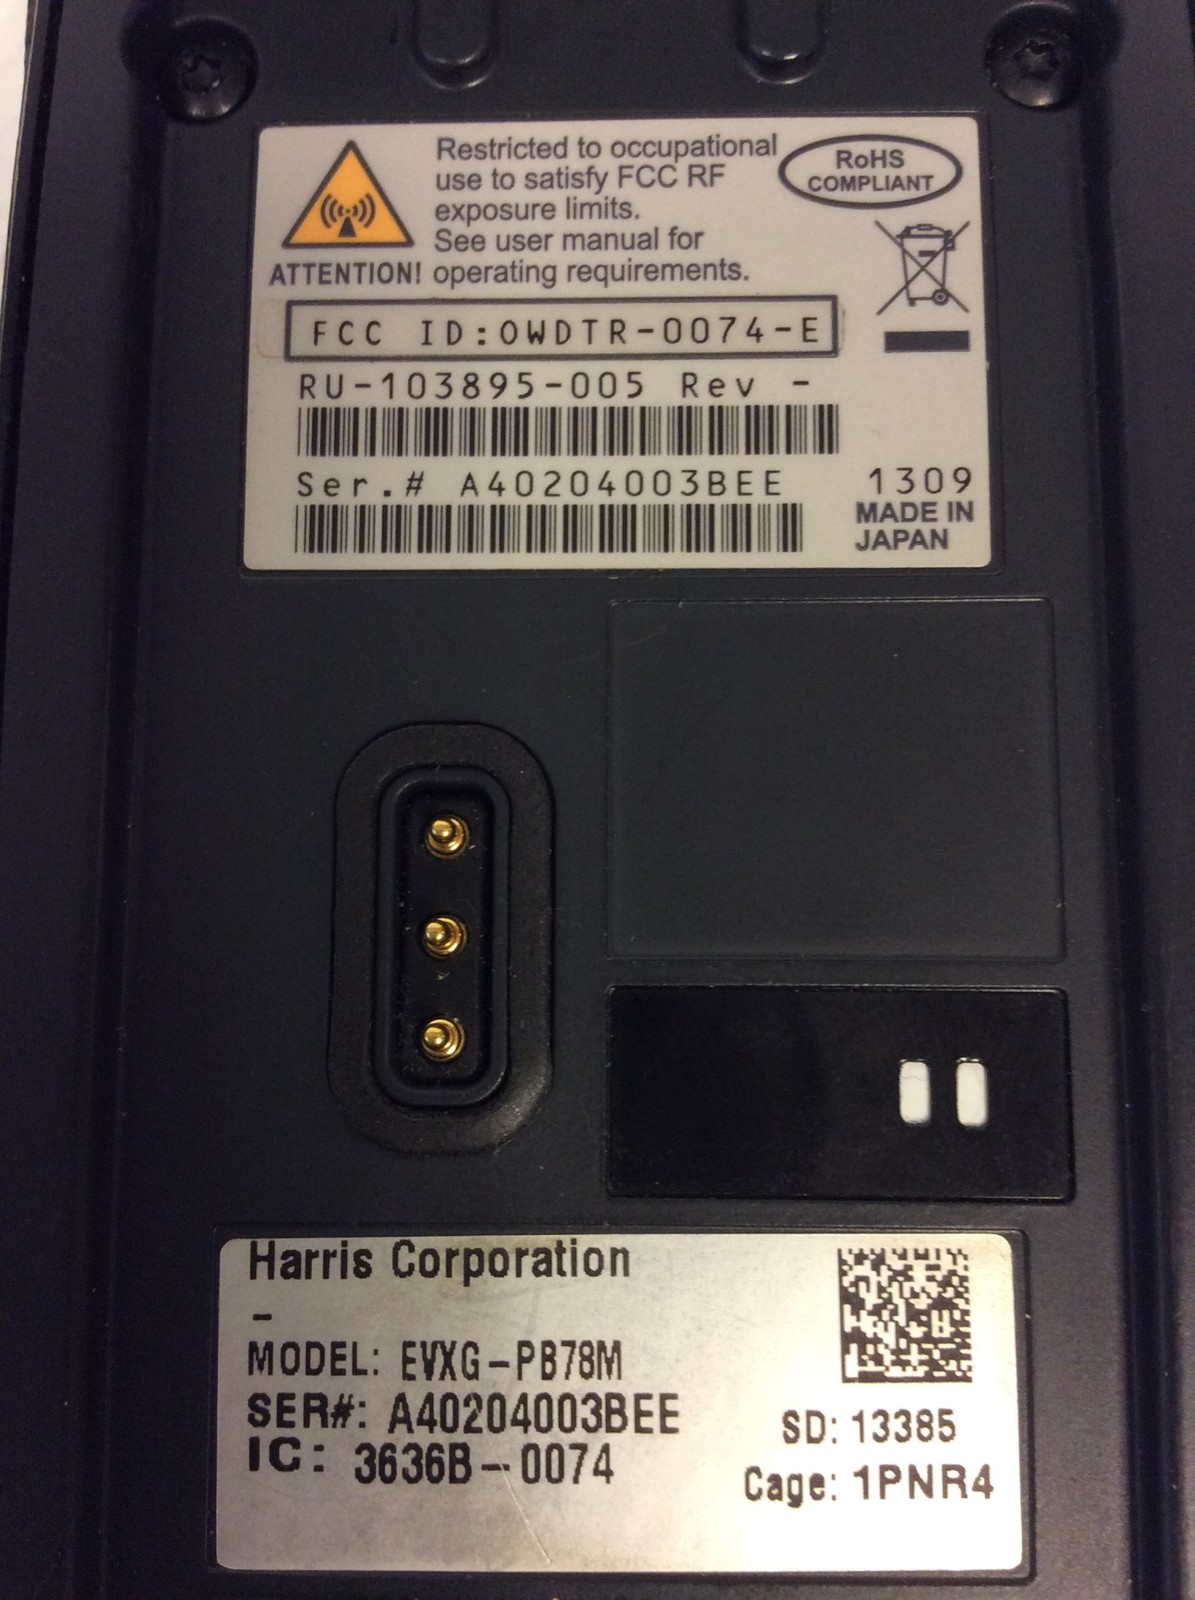 Restricted to occupational
use to satisfy FCC RF
exposure limits.
See user manual for
ATTENTION! operating requirements.
RoHS
COMPLIANT
FCC ID:OWDTR-0074-E
RU-103895-005 Rev -
Ser.# A40204003BEE
1309
MADE IN
JAPAN
Harris Corporation
-
MODEL: EVXG-PB78M
SER#: A40204003BEE
IC: 3636B-0074
SD: 13385
Cage: 1PNR4